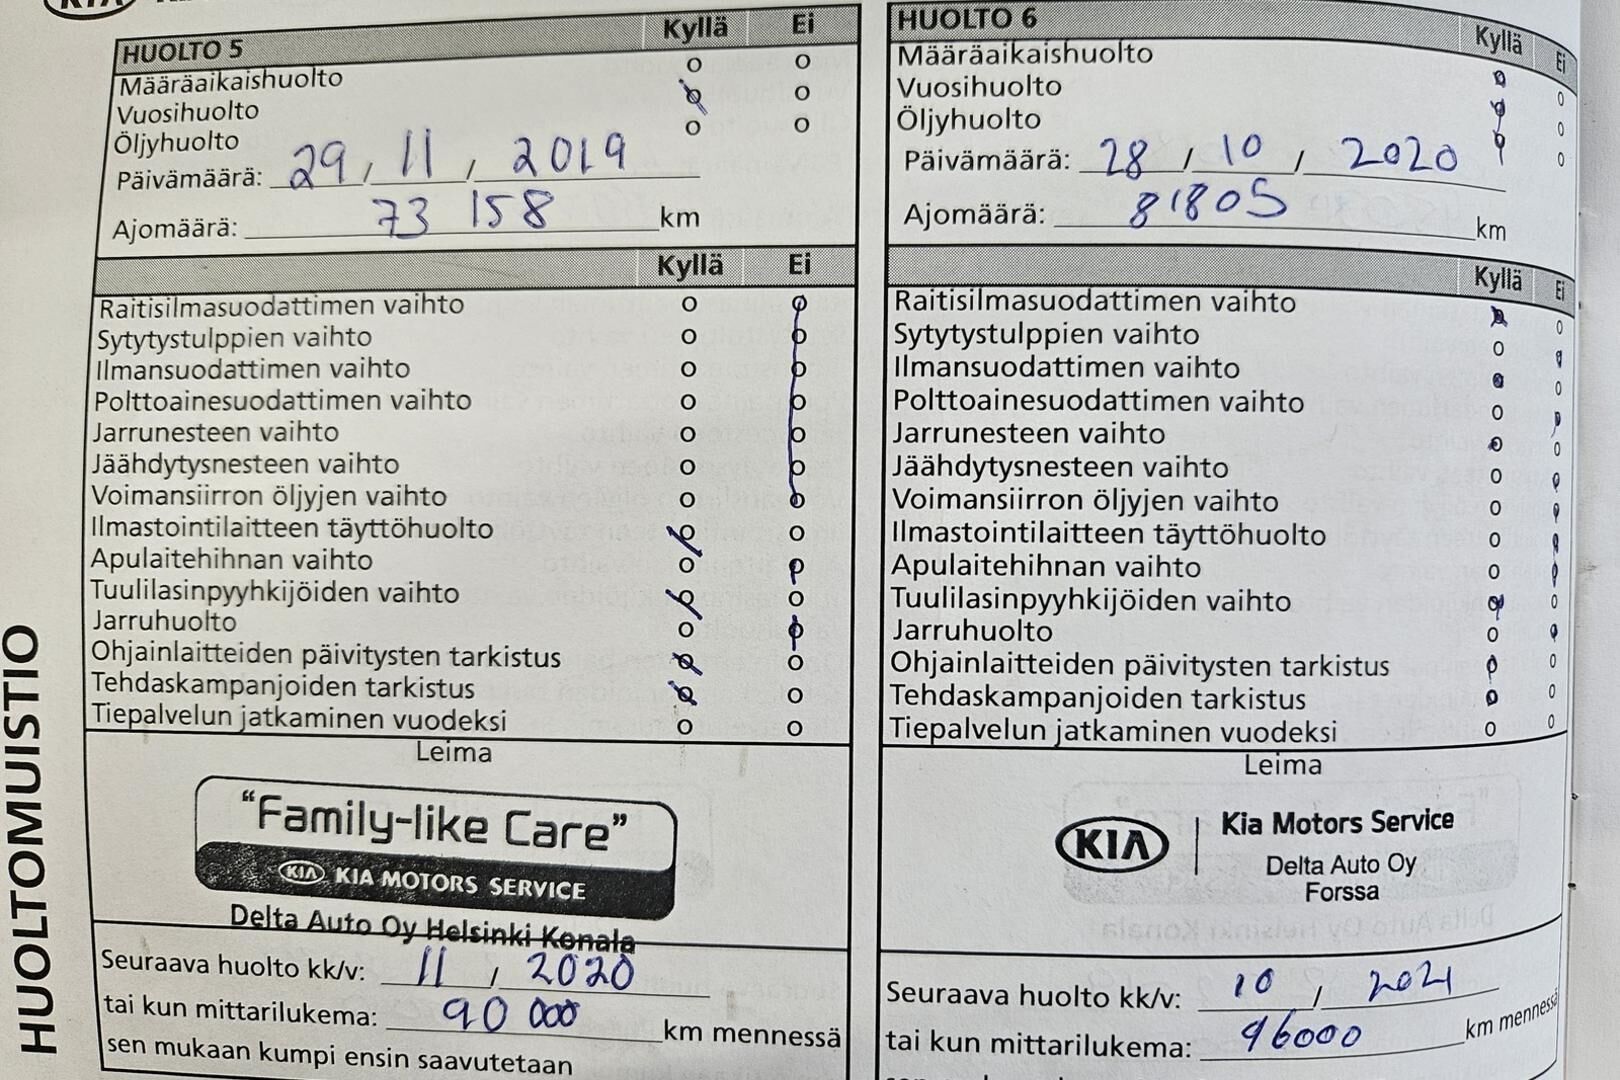 HUOLTOMUISTIO
HUOLTO 5 Kyllä Ei
Määräaikaishuolto
Vuosihuolto
Öljyhuolto
Päivämäärä: 29 / 11 / 2019
Ajomäärä: 73 158 km
Kyllä Ei
Raitisilmasuodattimen vaihto
Sytytystulppien vaihto
Ilmansuodattimen vaihto
Polttoainesuodattimen vaihto
Jarrunesteen vaihto
Jäähdytysnesteen vaihto
Voimansiirron öljyjen vaihto
Ilmastointilaitteen täyttöhuolto
Apulaitehihnan vaihto
Tuulilasinpyyhkijöiden vaihto
Jarruhuolto
Ohjainlaitteiden päivitysten tarkistus
Tehdaskampanjoiden tarkistus
Tiepalvelun jatkaminen vuodeksi
Leima
"Family-like Care"
KIA KIA MOTORS SERVICE
Delta Auto Oy Helsinki Konala
Seuraava huolto kk/v: 11 / 2020
tai kun mittarilukema: 90 000 km mennessä
sen mukaan kumpi ensin saavutetaan
HUOLTO 6 Kyllä Ei
Määräaikaishuolto
Vuosihuolto
Öljyhuolto
Päivämäärä: 28 / 10 / 2020
Ajomäärä: 81805 km
Kyllä Ei
Raitisilmasuodattimen vaihto
Sytytystulppien vaihto
Ilmansuodattimen vaihto
Polttoainesuodattimen vaihto
Jarrunesteen vaihto
Jäähdytysnesteen vaihto
Voimansiirron öljyjen vaihto
Ilmastointilaitteen täyttöhuolto
Apulaitehihnan vaihto
Tuulilasinpyyhkijöiden vaihto
Jarruhuolto
Ohjainlaitteiden päivitysten tarkistus
Tehdaskampanjoiden tarkistus
Tiepalvelun jatkaminen vuodeksi
Leima
KIA
Kia Motors Service
Delta Auto Oy
Forssa
Seuraava huolto kk/v: 10 / 2021
tai kun mittarilukema: 96000 km mennessä